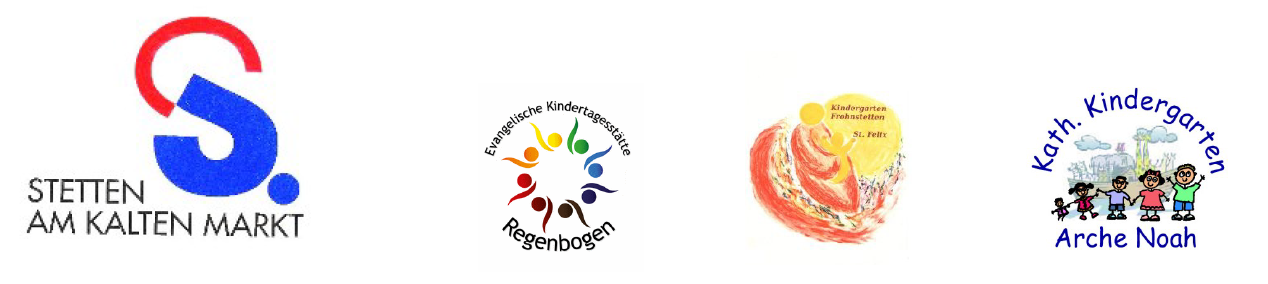 STETTEN
AM KALTEN MARKT
Evangelische Kindertagesstätte
Regenbogen
Kindergarten
Frohnstetten
St. Felix
Kath. Kindergarten
Arche Noah